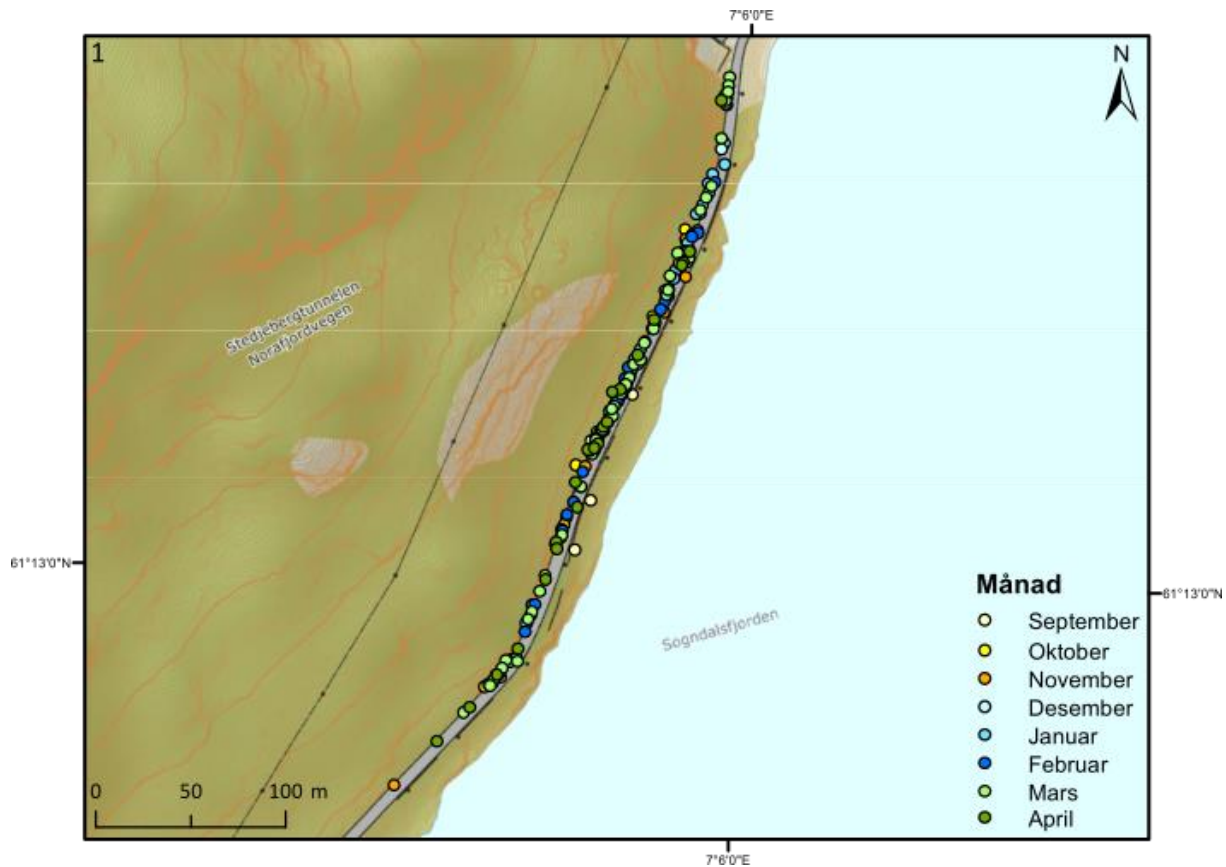 7°6'0"E
1
N
Stedjebergtunnelen
Norafjordvegen
61°13'0"N
61°13'0"N
Sogndalsfjorden
Månad
September
Oktober
November
Desember
Januar
Februar
Mars
April
0 50 100 m
7°6'0"E